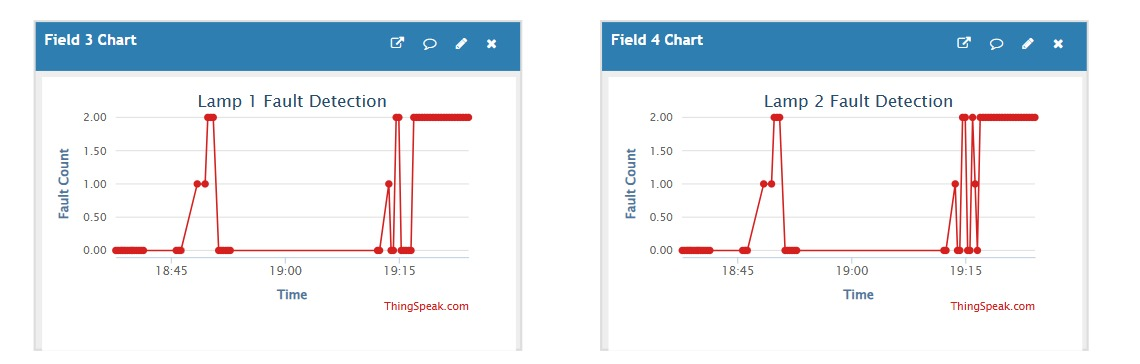 Field 3 Chart
Lamp 1 Fault Detection
Fault Count
2.00
1.50
1.00
0.50
0.00
18:45 19:00 19:15
Time
ThingSpeak.com
Field 4 Chart
Lamp 2 Fault Detection
Fault Count
2.00
1.50
1.00
0.50
0.00
18:45 19:00 19:15
Time
ThingSpeak.com